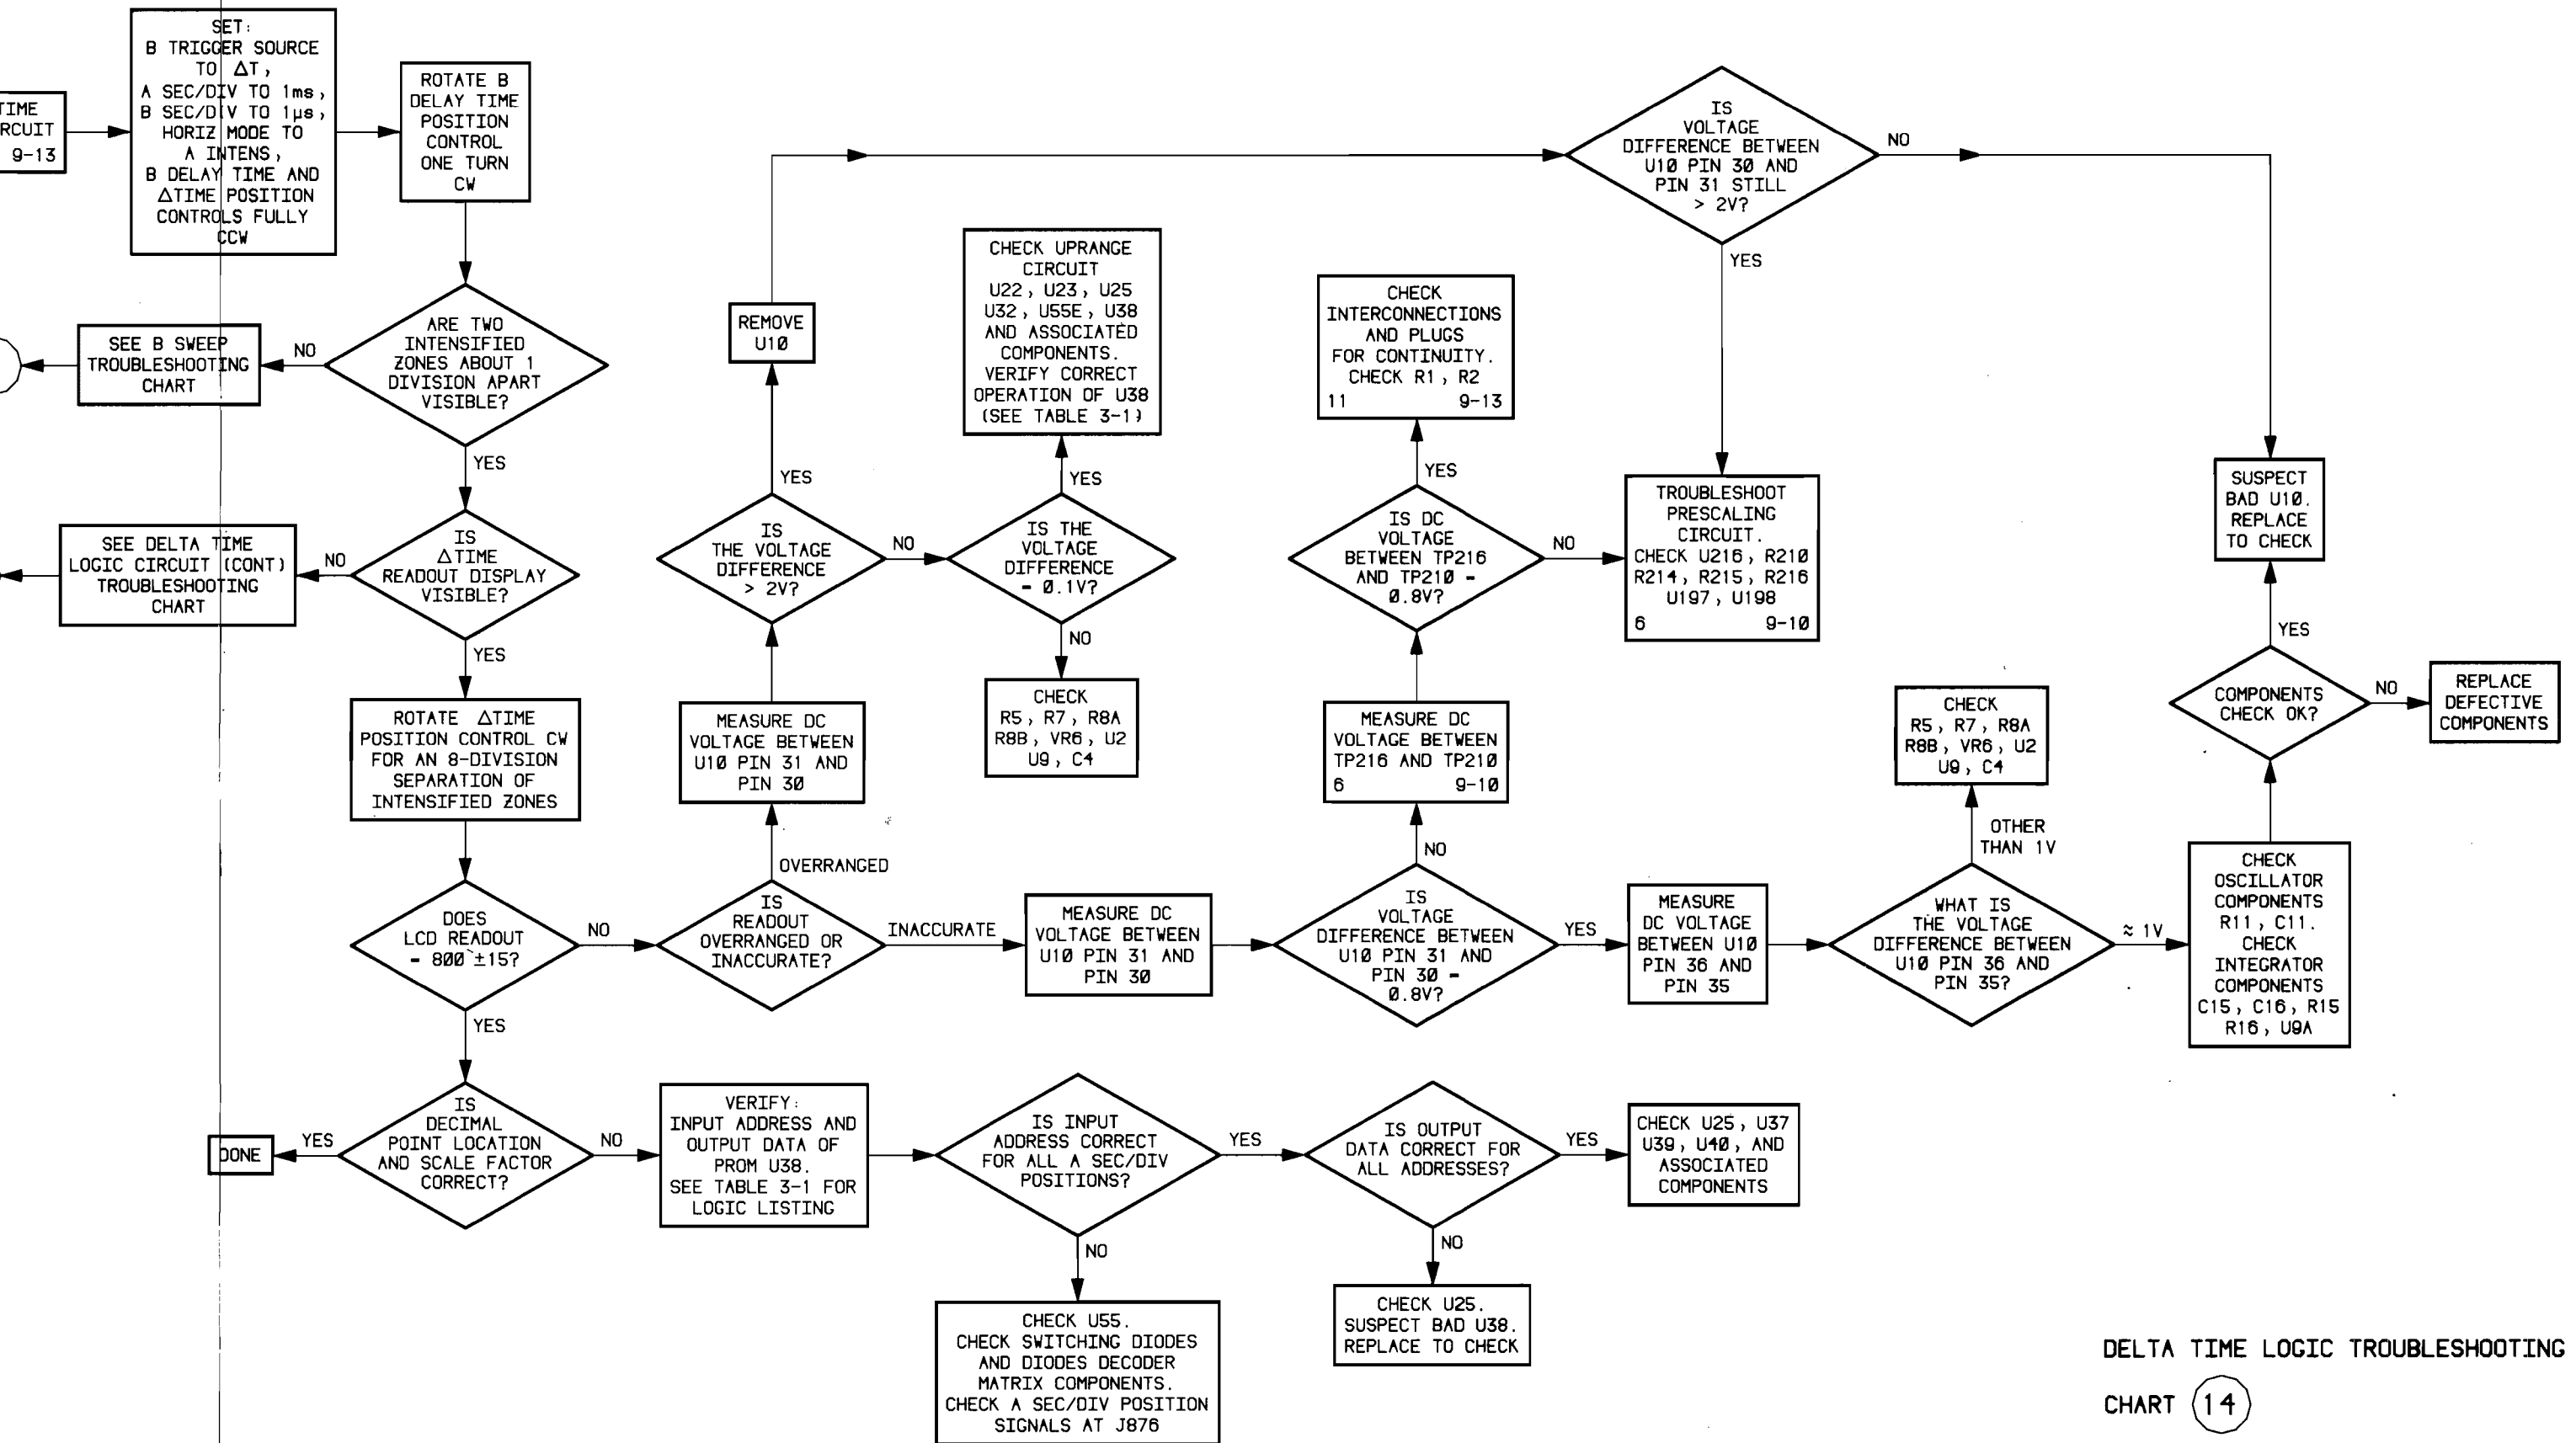 TIME
RCUIT
9-13
SET:
B TRIGGER SOURCE
TO ΔT,
A SEC/DIV TO 1ms,
B SEC/DIV TO 1µs,
HORIZ MODE TO
A INTENS,
B DELAY TIME AND
ΔTIME POSITION
CONTROLS FULLY
CCW
ROTATE B
DELAY TIME
POSITION
CONTROL
ONE TURN
CW
ARE TWO
INTENSIFIED
ZONES ABOUT 1
DIVISION APART
VISIBLE?
NO
SEE B SWEEP
TROUBLESHOOTING
CHART
YES
IS
ΔTIME
READOUT DISPLAY
VISIBLE?
NO
SEE DELTA TIME
LOGIC CIRCUIT (CONT)
TROUBLESHOOTING
CHART
YES
ROTATE ΔTIME
POSITION CONTROL CW
FOR AN 8-DIVISION
SEPARATION OF
INTENSIFIED ZONES
DOES
LCD READOUT
= 800 ±15?
NO
YES
IS
DECIMAL
POINT LOCATION
AND SCALE FACTOR
CORRECT?
YES
DONE
NO
VERIFY:
INPUT ADDRESS AND
OUTPUT DATA OF
PROM U38.
SEE TABLE 3-1 FOR
LOGIC LISTING
IS INPUT
ADDRESS CORRECT
FOR ALL A SEC/DIV
POSITIONS?
YES
NO
CHECK U55.
CHECK SWITCHING DIODES
AND DIODES DECODER
MATRIX COMPONENTS.
CHECK A SEC/DIV POSITION
SIGNALS AT J876
IS OUTPUT
DATA CORRECT FOR
ALL ADDRESSES?
YES
CHECK U25, U37
U39, U40, AND
ASSOCIATED
COMPONENTS
NO
CHECK U25.
SUSPECT BAD U38.
REPLACE TO CHECK
IS
READOUT
OVERRANGED OR
INACCURATE?
OVERRANGED
MEASURE DC
VOLTAGE BETWEEN
U10 PIN 31 AND
PIN 30
IS
THE VOLTAGE
DIFFERENCE
> 2V?
YES
REMOVE
U10
NO
IS THE
VOLTAGE
DIFFERENCE
= 0.1V?
YES
CHECK UPRANGE
CIRCUIT
U22, U23, U25
U32, U55E, U38
AND ASSOCIATED
COMPONENTS.
VERIFY CORRECT
OPERATION OF U38
(SEE TABLE 3-1)
NO
CHECK
R5, R7, R8A
R8B, VR6, U2
U9, C4
INACCURATE
MEASURE DC
VOLTAGE BETWEEN
U10 PIN 31 AND
PIN 30
IS
VOLTAGE
DIFFERENCE BETWEEN
U10 PIN 31 AND
PIN 30 =
0.8V?
NO
MEASURE DC
VOLTAGE BETWEEN
TP216 AND TP210
6 9-10
IS DC
VOLTAGE
BETWEEN TP216
AND TP210 =
0.8V?
YES
CHECK
INTERCONNECTIONS
AND PLUGS
FOR CONTINUITY.
CHECK R1, R2
11 9-13
NO
TROUBLESHOOT
PRESCALING
CIRCUIT.
CHECK U216, R210
R214, R215, R216
U197, U198
6 9-10
IS
VOLTAGE
DIFFERENCE BETWEEN
U10 PIN 30 AND
PIN 31 STILL
> 2V?
YES
NO
YES
MEASURE
DC VOLTAGE
BETWEEN U10
PIN 36 AND
PIN 35
WHAT IS
THE VOLTAGE
DIFFERENCE BETWEEN
U10 PIN 36 AND
PIN 35?
OTHER
THAN 1V
CHECK
R5, R7, R8A
R8B, VR6, U2
U9, C4
≈ 1V
CHECK
OSCILLATOR
COMPONENTS
R11, C11.
CHECK
INTEGRATOR
COMPONENTS
C15, C16, R15
R16, U9A
COMPONENTS
CHECK OK?
NO
REPLACE
DEFECTIVE
COMPONENTS
YES
SUSPECT
BAD U10.
REPLACE
TO CHECK
DELTA TIME LOGIC TROUBLESHOOTING
CHART 14